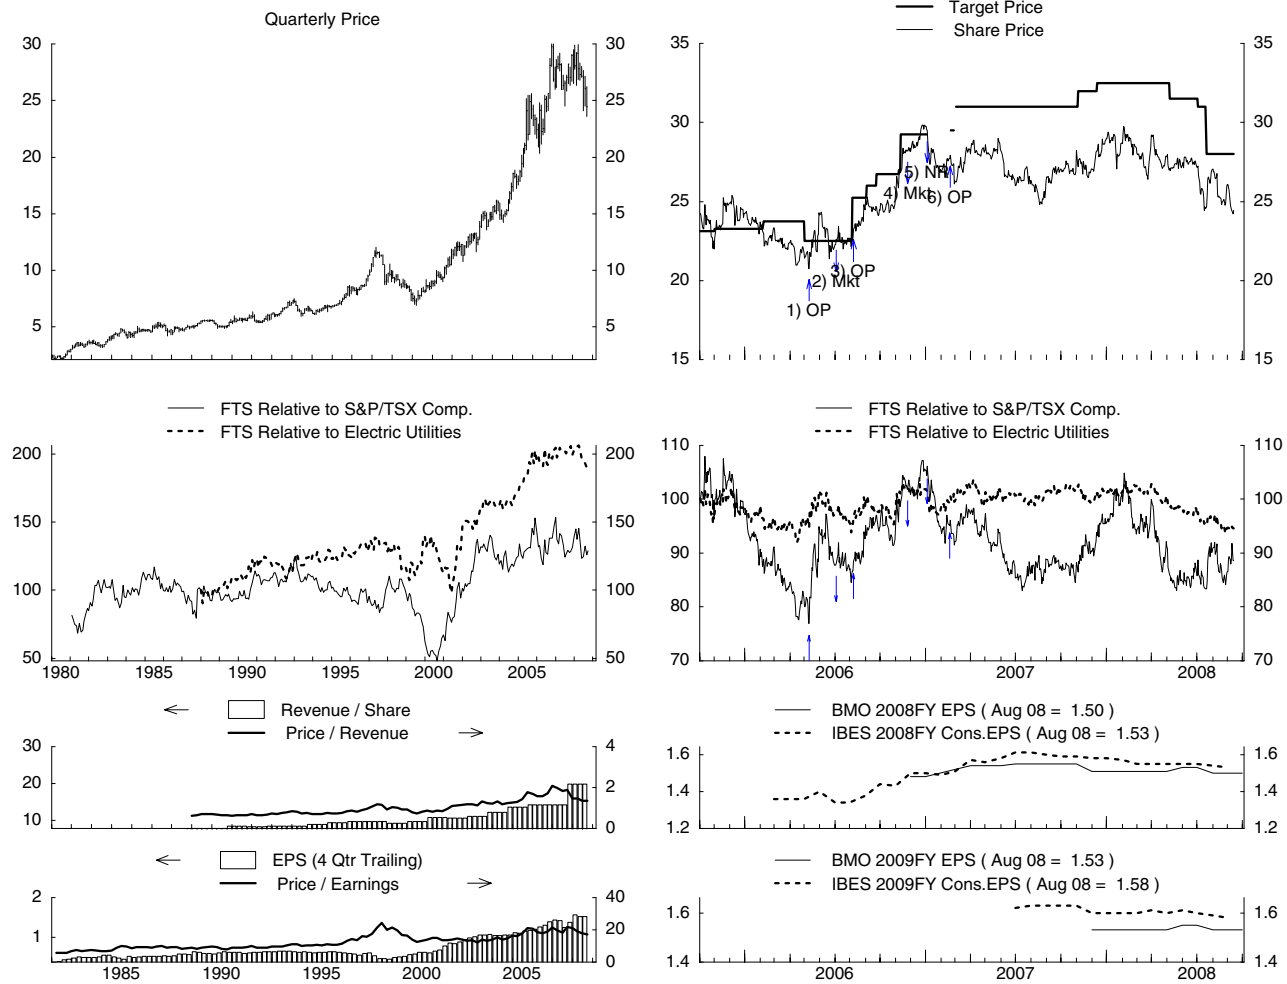 Quarterly Price
30 30
25 25
20 20
15 15
10 10
5 5
Target Price
Share Price
35 35
30 30
25 25
20 20
15 15
5) NR
4) Mkt
6) OP
3) OP
2) Mkt
1) OP
FTS Relative to S&P/TSX Comp.
FTS Relative to Electric Utilities
200 200
150 150
100 100
50 50
1980 1985 1990 1995 2000 2005
FTS Relative to S&P/TSX Comp.
FTS Relative to Electric Utilities
110 110
100 100
90 90
80 80
70 70
2006 2007 2008
Revenue / Share
Price / Revenue
30 4
20 2
10 0
BMO 2008FY EPS ( Aug 08 = 1.50 )
IBES 2008FY Cons.EPS ( Aug 08 = 1.53 )
1.6 1.6
1.4 1.4
1.2 1.2
EPS (4 Qtr Trailing)
Price / Earnings
2 40
1 20
0
1985 1990 1995 2000 2005
BMO 2009FY EPS ( Aug 08 = 1.53 )
IBES 2009FY Cons.EPS ( Aug 08 = 1.58 )
1.6 1.6
1.4 1.4
2006 2007 2008